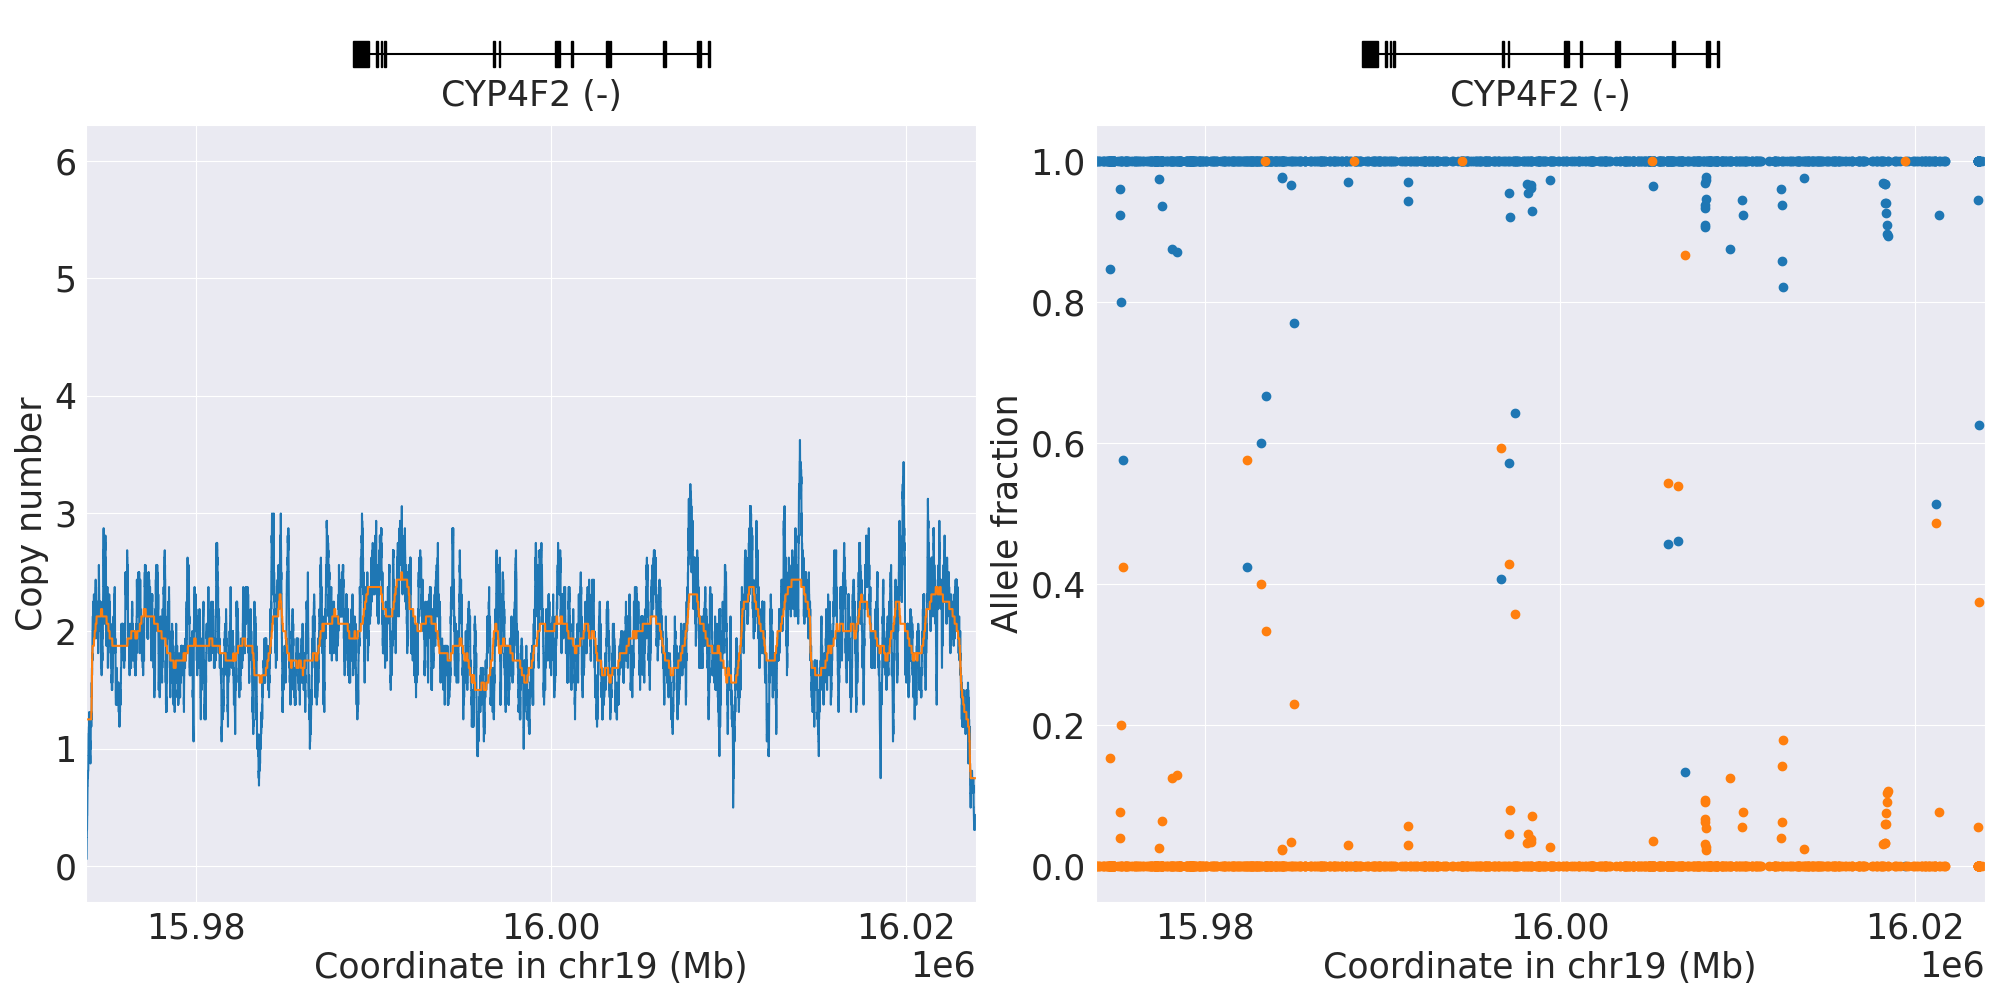 CYP4F2 (-)
Copy number
6
5
4
3
2
1
0
15.98
16.00
16.02
Coordinate in chr19 (Mb)
1e6
CYP4F2 (-)
Allele fraction
1.0
0.8
0.6
0.4
0.2
0.0
15.98
16.00
16.02
Coordinate in chr19 (Mb)
1e6